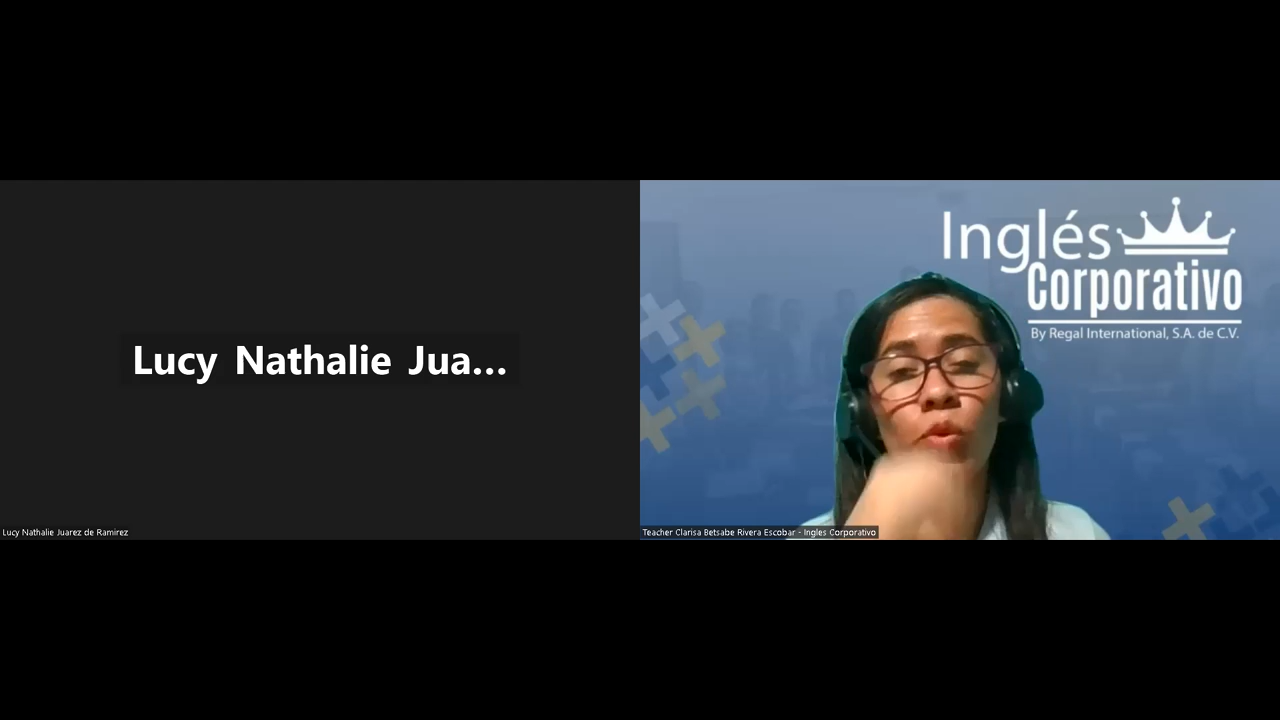 Lucy Nathalie Jua...
Lucy Nathalie Juarez de Ramirez
Inglés
Corporativo
By Regal International, S.A. de C.V.
Teacher Clarisa Betsabe Rivera Escobar - Ingles Corporativo